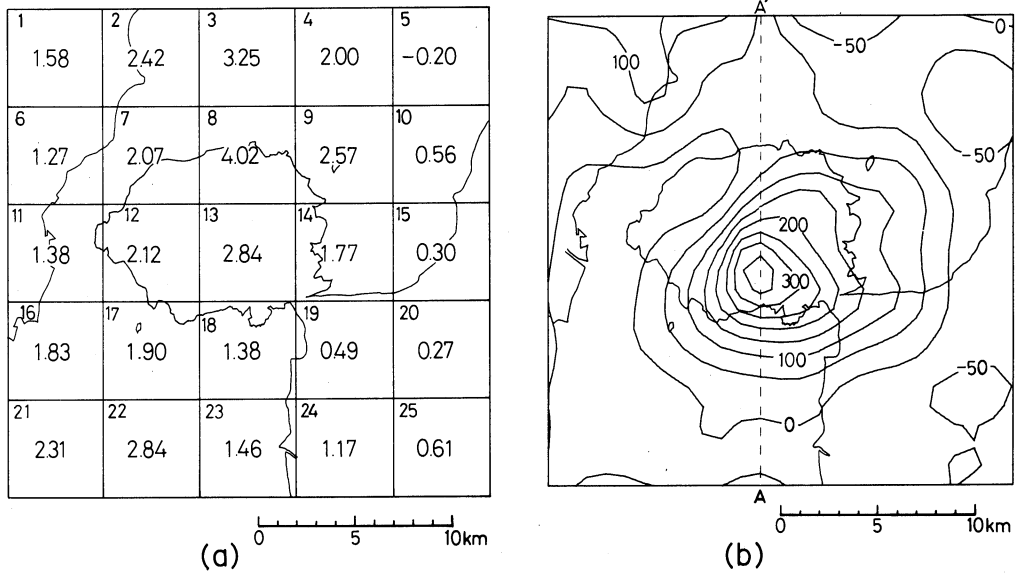 1 2 3 4 5
1.58 2.42 3.25 2.00 −0.20
6 7 8 9 10
1.27 2.07 4.02 2.57 0.56
11 12 13 14 15
1.38 2.12 2.84 1.77 0.30
16 17 18 19 20
1.83 1.90 1.38 0.49 0.27
21 22 23 24 25
2.31 2.84 1.46 1.17 0.61
0 5 10km
(a)
A'
0
-50
100
-50
200
300
100
-50
0
A
0 5 10km
(b)